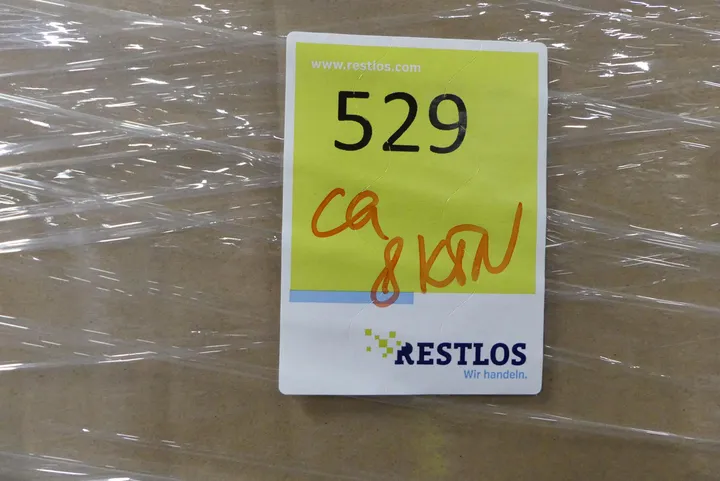 www.restlos.com
529
ca
8 KTN
RESTLOS
Wir handeln.